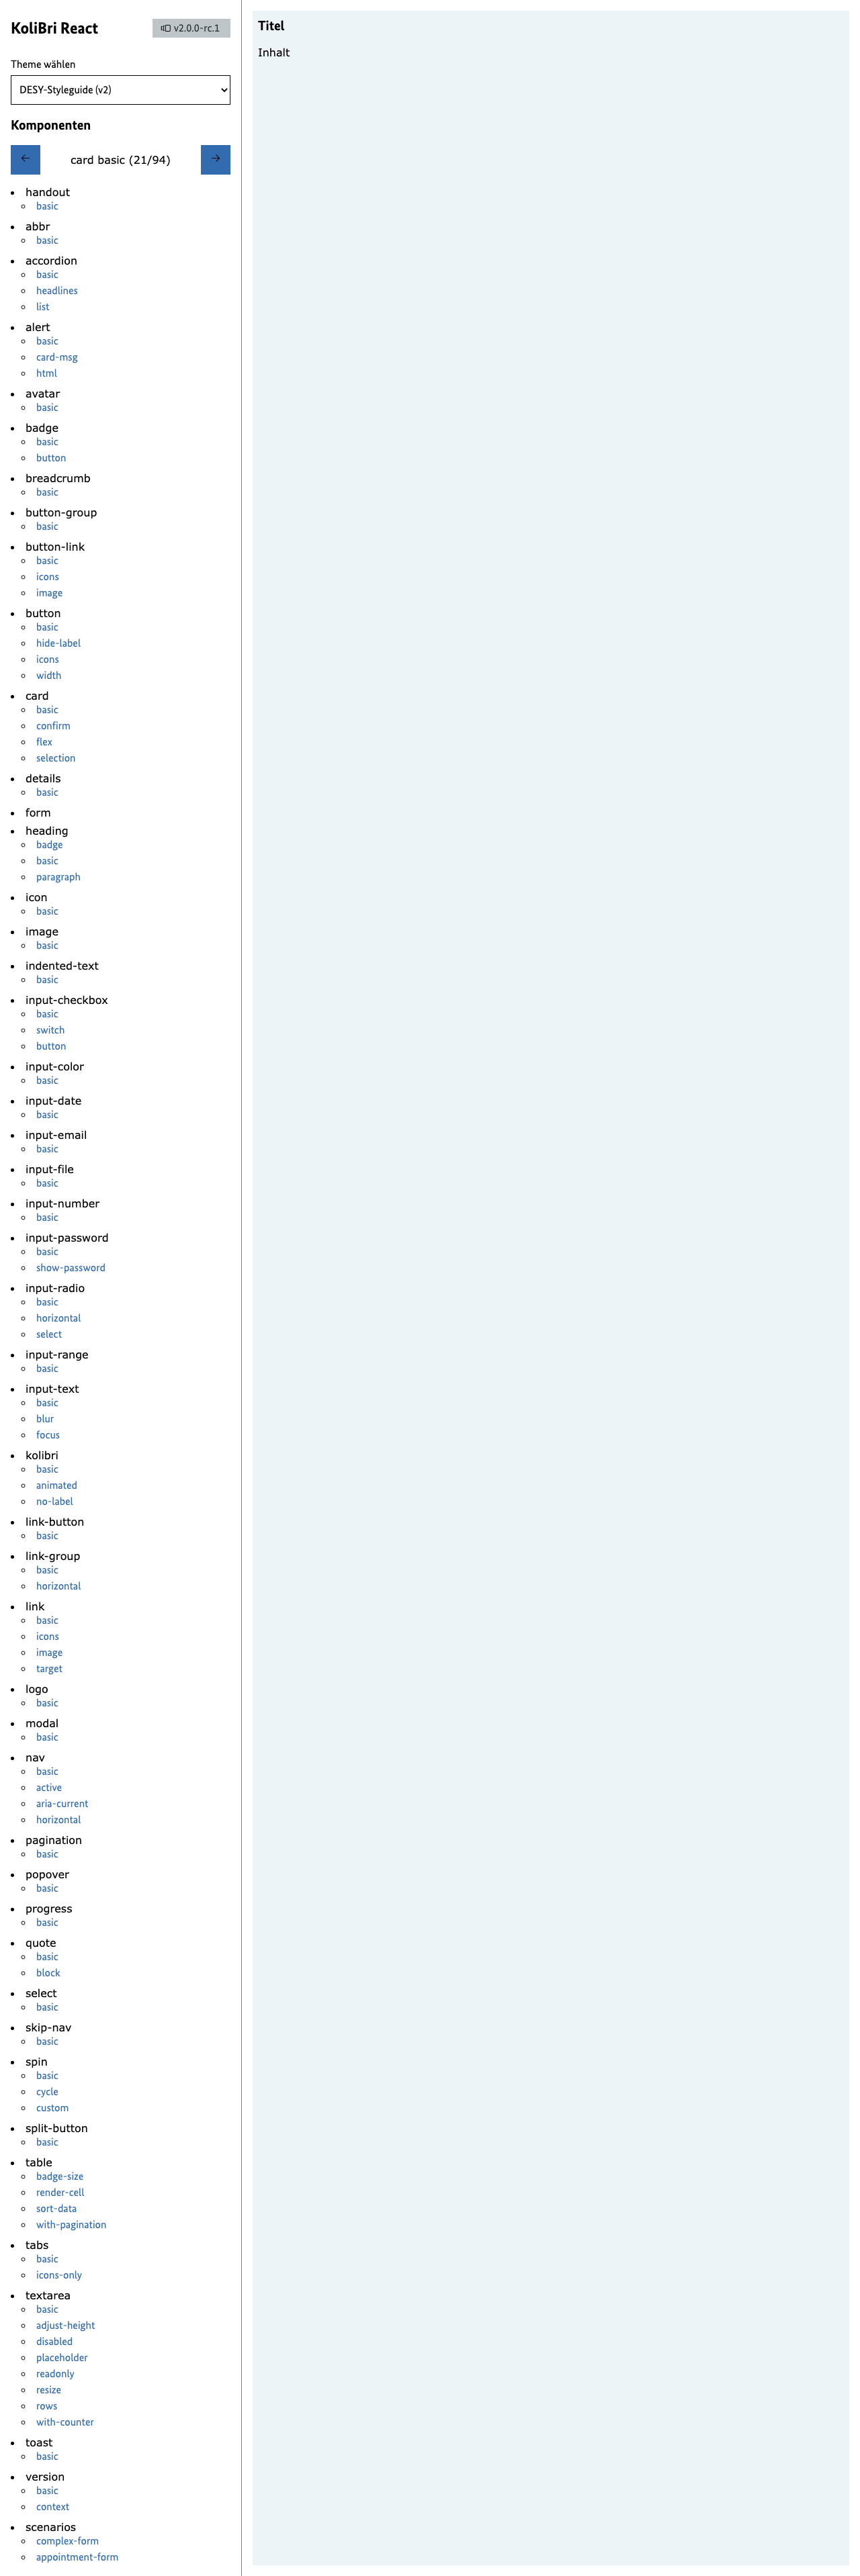 KoliBri React
v2.0.0-rc.1
Theme wählen
DESY-Styleguide (v2)
Komponenten
card basic (21/94)
handout
basic
abbr
basic
accordion
basic
headlines
list
alert
basic
card-msg
html
avatar
basic
badge
basic
button
breadcrumb
basic
button-group
basic
button-link
basic
icons
image
button
basic
hide-label
icons
width
card
basic
confirm
flex
selection
details
basic
form
heading
badge
basic
paragraph
icon
basic
image
basic
indented-text
basic
input-checkbox
basic
switch
button
input-color
basic
input-date
basic
input-email
basic
input-file
basic
input-number
basic
input-password
basic
show-password
input-radio
basic
horizontal
select
input-range
basic
input-text
basic
blur
focus
kolibri
basic
animated
no-label
link-button
basic
link-group
basic
horizontal
link
basic
icons
image
target
logo
basic
modal
basic
nav
basic
active
aria-current
horizontal
pagination
basic
popover
basic
progress
basic
quote
basic
block
select
basic
skip-nav
basic
spin
basic
cycle
custom
split-button
basic
table
badge-size
render-cell
sort-data
with-pagination
tabs
basic
icons-only
textarea
basic
adjust-height
disabled
placeholder
readonly
resize
rows
with-counter
toast
basic
version
basic
context
scenarios
complex-form
appointment-form
Titel
Inhalt